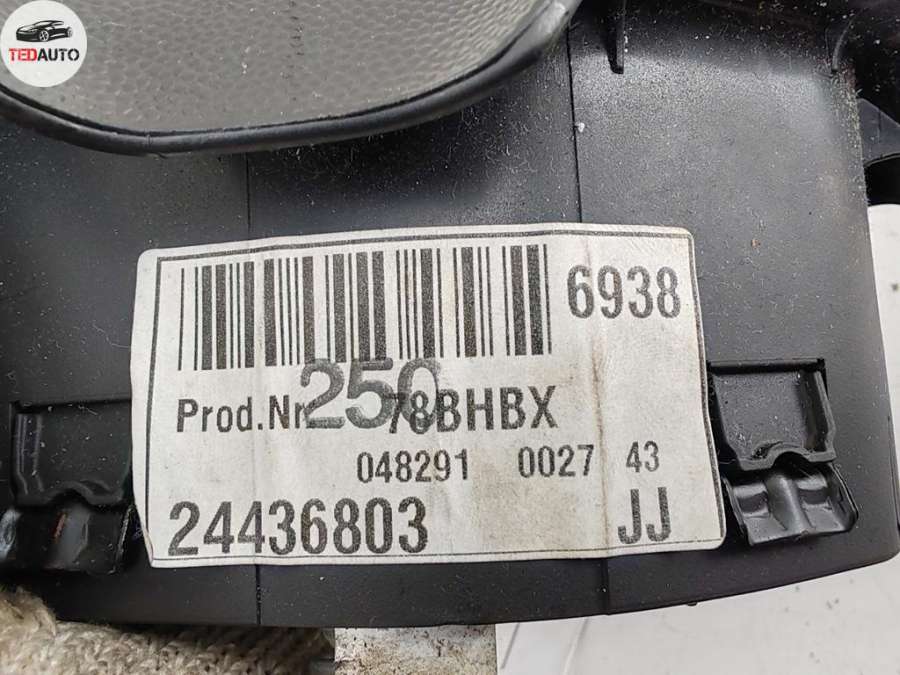 TEDAUTO
6938
250
Prod.Nr 78BHBX
048291 0027 43
24436803 JJ